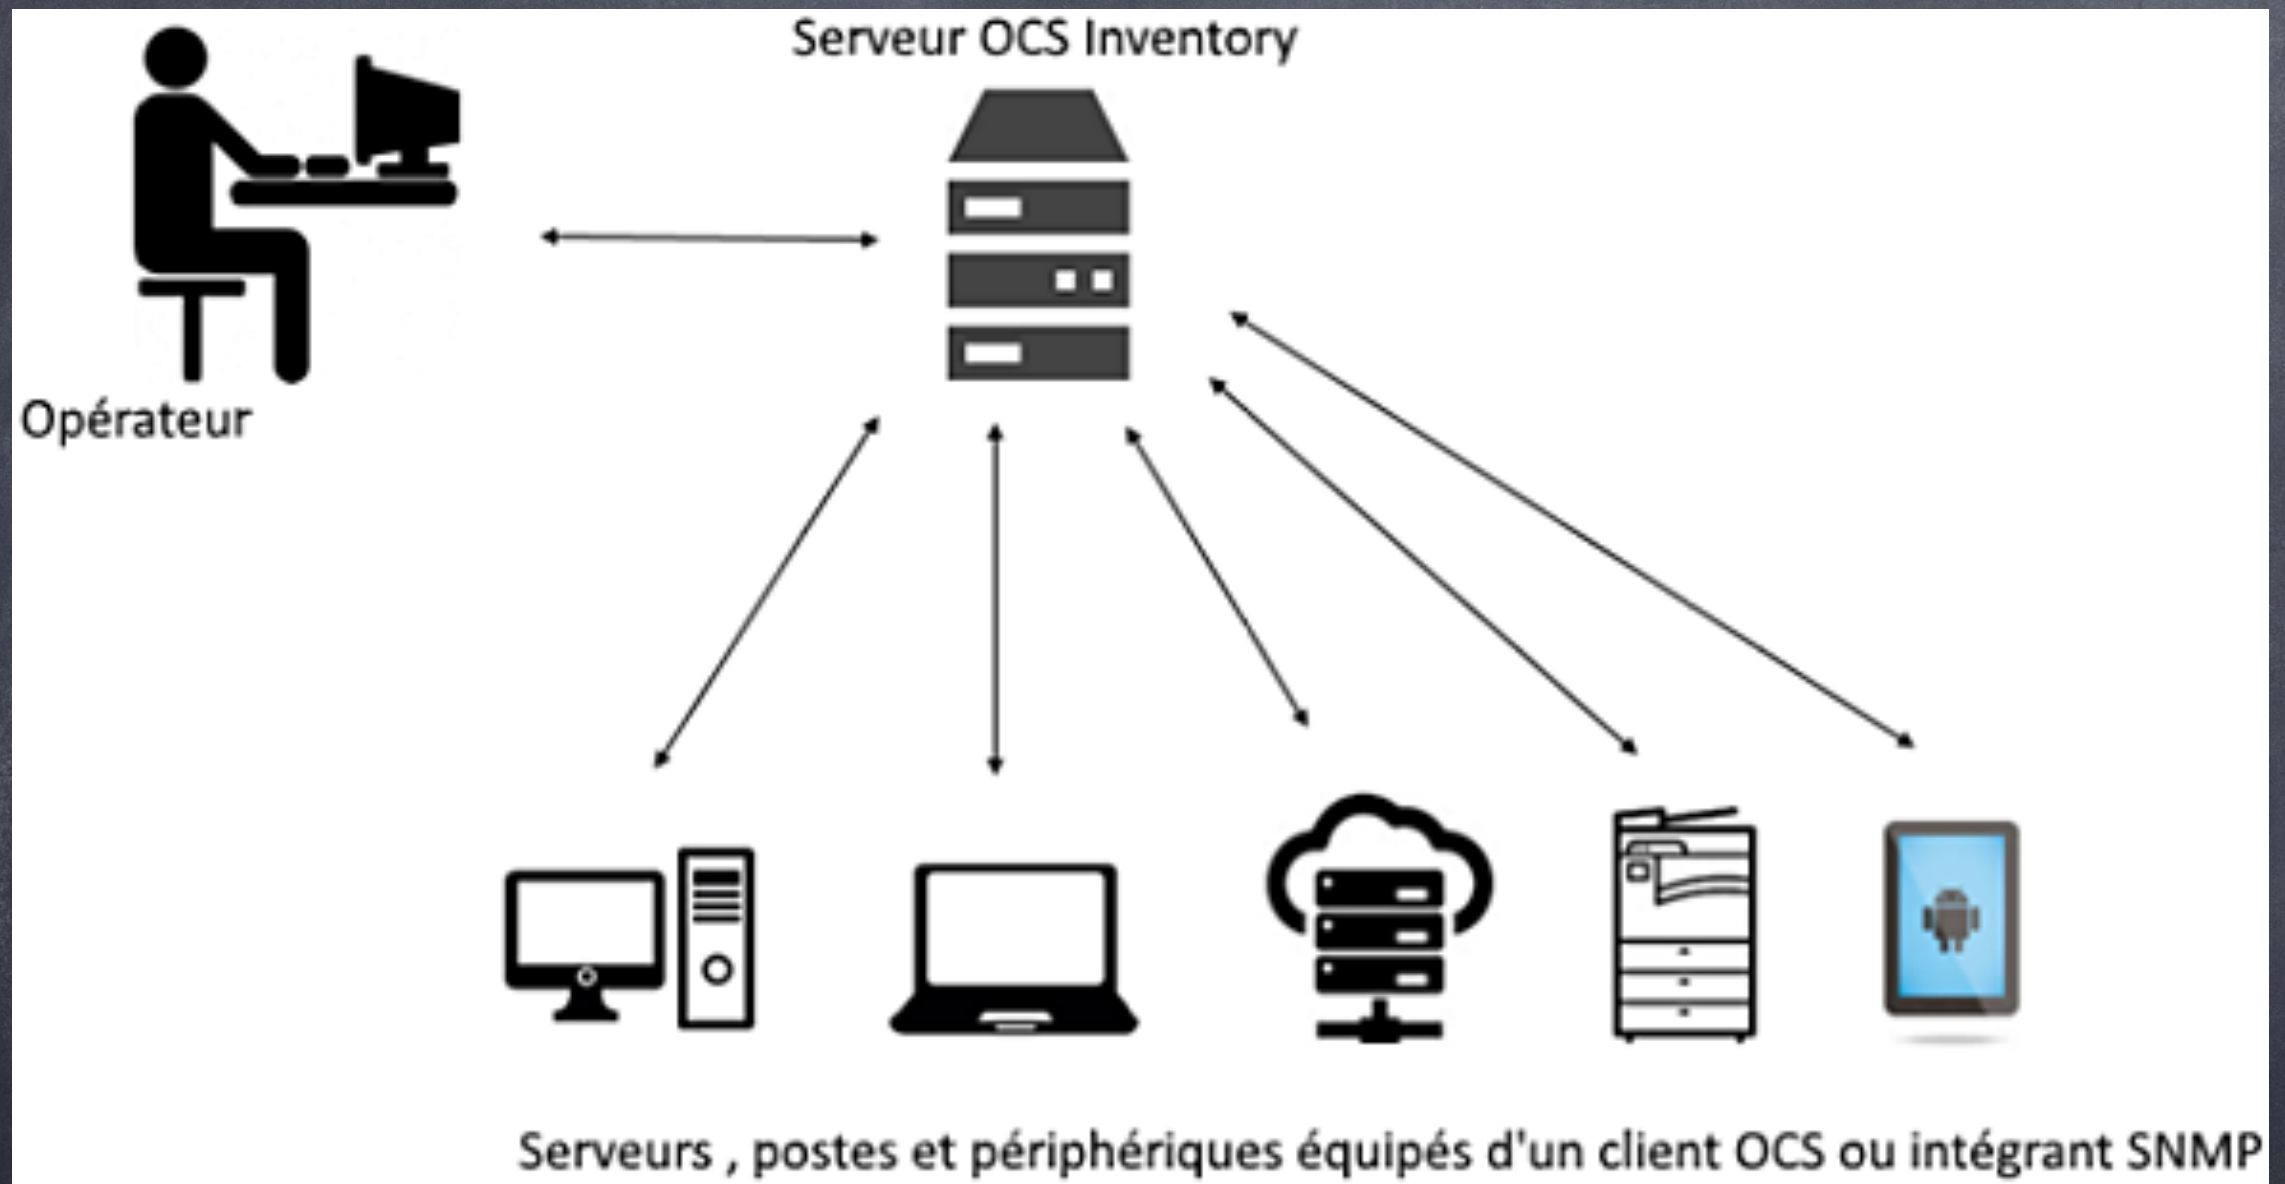 Serveur OCS Inventory
Opérateur
Serveurs , postes et périphériques équipés d'un client OCS ou intégrant SNMP